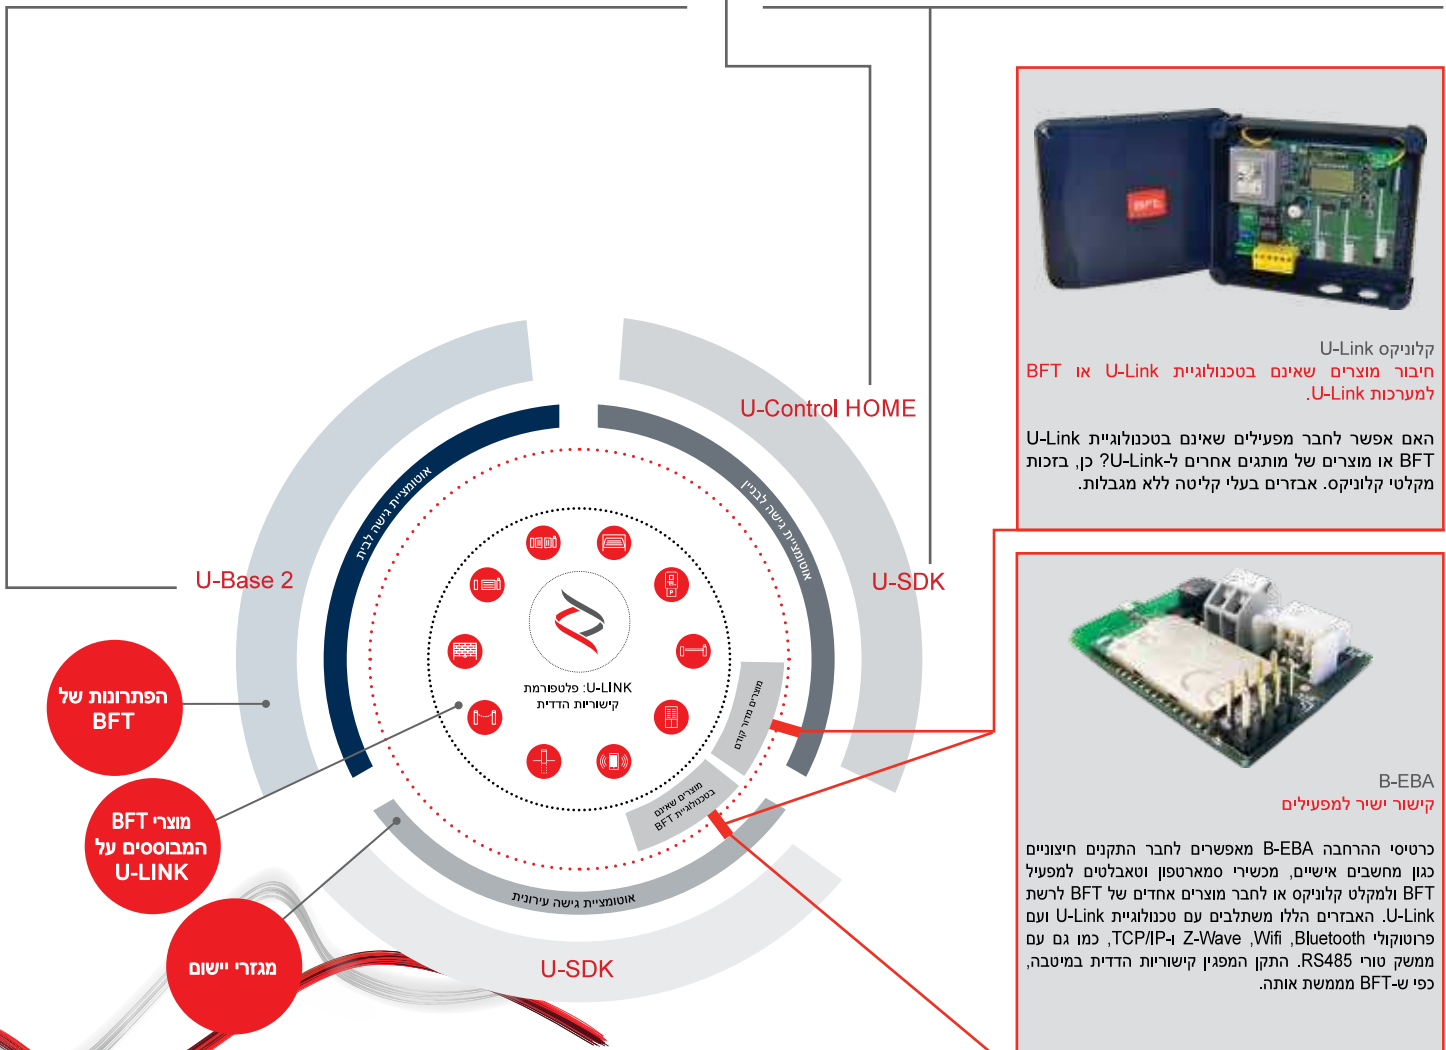 BFT
קלוניקס U-Link
חיבור מוצרים שאינם בטכנולוגיית U-Link או BFT
למערכות U-Link.
האם אפשר לחבר מפעילים שאינם בטכנולוגיית U-Link
BFT או מוצרים של מותגים אחרים ל-U-Link? כן, בזכות
מקלטי קלוניקס. אבזרים בעלי קליטה ללא מגבלות.
U-Control HOME
אוטומציית גישה לבית
אוטומציית גישה לבניין
U-Base 2
U-SDK
U-LINK: פלטפורמת
קישוריות הדדית
מוצרים מדור קודם
מוצרים שאינם
בטכנולוגיית BFT
אוטומציית גישה עירונית
U-SDK
הפתרונות של
BFT
מוצרי BFT
המבוססים על
U-LINK
מגזרי יישום
B-EBA
קישור ישיר למפעילים
כרטיסי ההרחבה B-EBA מאפשרים לחבר התקנים חיצוניים
כגון מחשבים אישיים, מכשירי סמארטפון וטאבלטים למפעיל
BFT ולמקלט קלוניקס או לחבר מוצרים אחדים של BFT לרשת
U-Link. האבזרים הללו משתלבים עם טכנולוגיית U-Link ועם
פרוטוקולי Z-Wave ,Wifi ,Bluetooth ו-TCP/IP, כמו גם עם
ממשק טורי RS485. התקן המפגין קישוריות הדדית במיטבה,
כפי ש-BFT מממשת אותה.